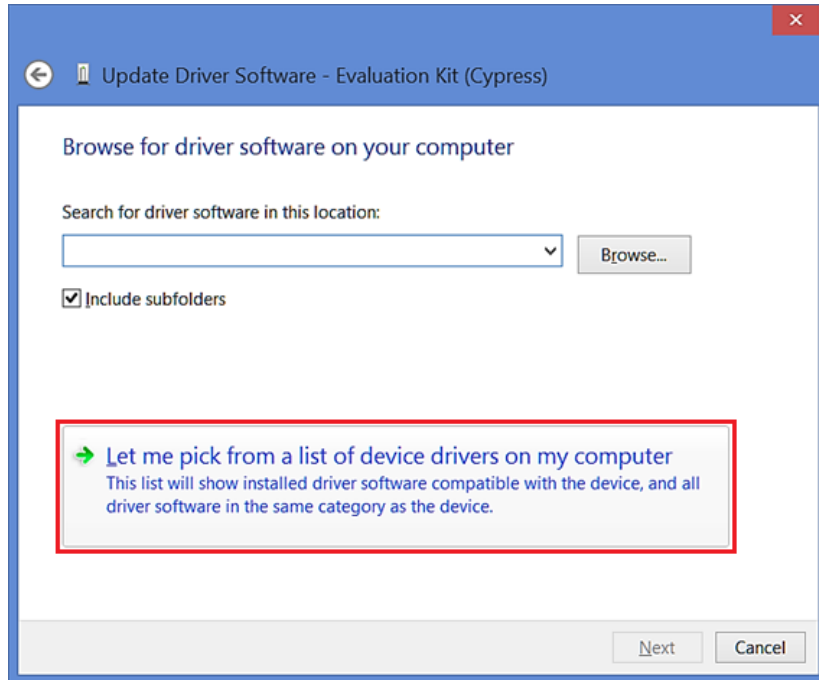 Update Driver Software - Evaluation Kit (Cypress)
Browse for driver software on your computer
Search for driver software in this location:
Browse...
Include subfolders
Let me pick from a list of device drivers on my computer
This list will show installed driver software compatible with the device, and all
driver software in the same category as the device.
Next
Cancel